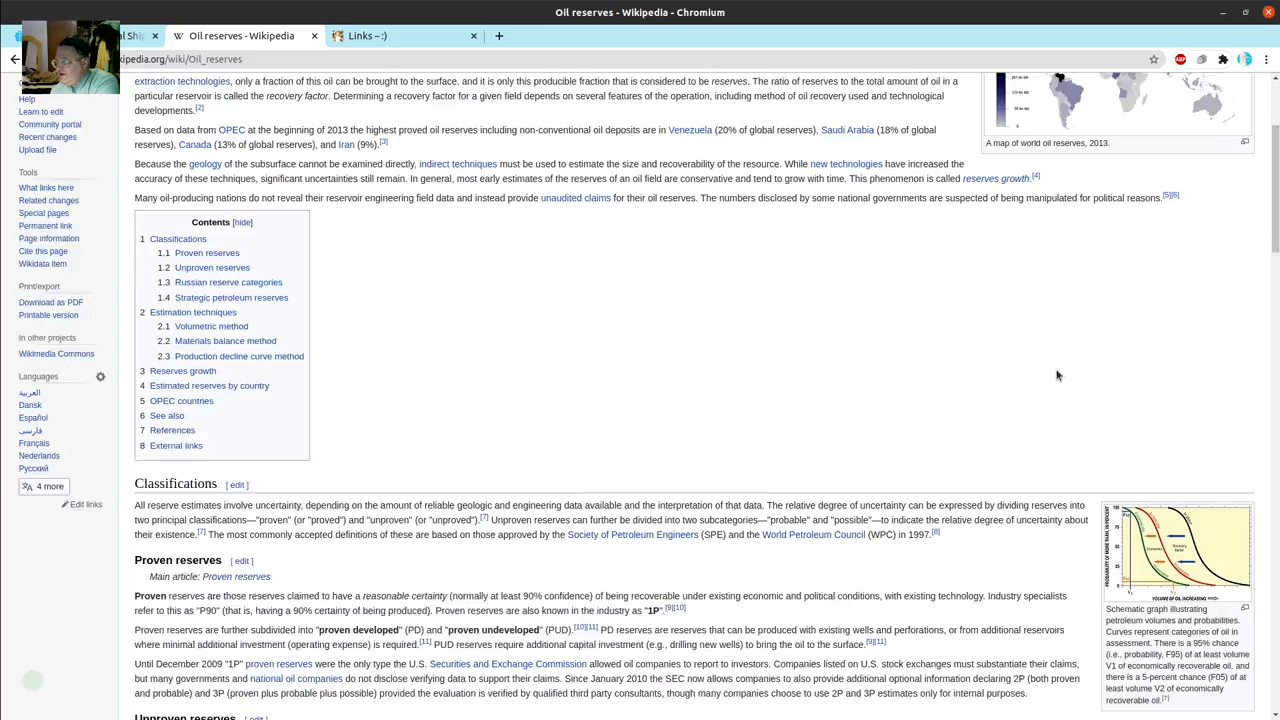 Oil reserves - Wikipedia - Chromium
al Ship
Oil reserves - Wikipedia
Links – :)
kipedia.org/wiki/Oil_reserves
Help
Learn to edit
Community portal
Recent changes
Upload file
Tools
What links here
Related changes
Special pages
Permanent link
Page information
Cite this page
Wikidata item
Print/export
Download as PDF
Printable version
In other projects
Wikimedia Commons
Languages
العربية
Dansk
Español
فارسی
Français
Nederlands
Русский
4 more
Edit links
extraction technologies, only a fraction of this oil can be brought to the surface, and it is only this producible fraction that is considered to be reserves. The ratio of reserves to the total amount of oil in a
particular reservoir is called the recovery factor. Determining a recovery factor for a given field depends on several features of the operation, including method of oil recovery used and technological
developments.[2]
Based on data from OPEC at the beginning of 2013 the highest proved oil reserves including non-conventional oil deposits are in Venezuela (20% of global reserves), Saudi Arabia (18% of global
reserves), Canada (13% of global reserves), and Iran (9%).[3]
Because the geology of the subsurface cannot be examined directly, indirect techniques must be used to estimate the size and recoverability of the resource. While new technologies have increased the
accuracy of these techniques, significant uncertainties still remain. In general, most early estimates of the reserves of an oil field are conservative and tend to grow with time. This phenomenon is called reserves growth.[4]
Many oil-producing nations do not reveal their reservoir engineering field data and instead provide unaudited claims for their oil reserves. The numbers disclosed by some national governments are suspected of being manipulated for political reasons.[5][6]
A map of world oil reserves, 2013.
Contents [hide]
1 Classifications
1.1 Proven reserves
1.2 Unproven reserves
1.3 Russian reserve categories
1.4 Strategic petroleum reserves
2 Estimation techniques
2.1 Volumetric method
2.2 Materials balance method
2.3 Production decline curve method
3 Reserves growth
4 Estimated reserves by country
5 OPEC countries
6 See also
7 References
8 External links
Classifications [ edit ]
All reserve estimates involve uncertainty, depending on the amount of reliable geologic and engineering data available and the interpretation of that data. The relative degree of uncertainty can be expressed by dividing reserves into
two principal classifications—"proven" (or "proved") and "unproven" (or "unproved").[7] Unproven reserves can further be divided into two subcategories—"probable" and "possible"—to indicate the relative degree of uncertainty about
their existence.[7] The most commonly accepted definitions of these are based on those approved by the Society of Petroleum Engineers (SPE) and the World Petroleum Council (WPC) in 1997.[8]
Proven reserves [ edit ]
Main article: Proven reserves
Proven reserves are those reserves claimed to have a reasonable certainty (normally at least 90% confidence) of being recoverable under existing economic and political conditions, with existing technology. Industry specialists
refer to this as "P90" (that is, having a 90% certainty of being produced). Proven reserves are also known in the industry as "1P".[9][10]
Proven reserves are further subdivided into "proven developed" (PD) and "proven undeveloped" (PUD).[10][11] PD reserves are reserves that can be produced with existing wells and perforations, or from additional reservoirs
where minimal additional investment (operating expense) is required.[11] PUD reserves require additional capital investment (e.g., drilling new wells) to bring the oil to the surface.[9][11]
Until December 2009 "1P" proven reserves were the only type the U.S. Securities and Exchange Commission allowed oil companies to report to investors. Companies listed on U.S. stock exchanges must substantiate their claims,
but many governments and national oil companies do not disclose verifying data to support their claims. Since January 2010 the SEC now allows companies to also provide additional optional information declaring 2P (both proven
and probable) and 3P (proven plus probable plus possible) provided the evaluation is verified by qualified third party consultants, though many companies choose to use 2P and 3P estimates only for internal purposes.
Unproven reserves [ edit ]
VOLUME OF OIL INCREASING
Schematic graph illustrating
petroleum volumes and probabilities.
Curves represent categories of oil in
assessment. There is a 95% chance
(i.e., probability, F95) of at least volume
V1 of economically recoverable oil, and
there is a 5-percent chance (F05) of at
least volume V2 of economically
recoverable oil.[7]